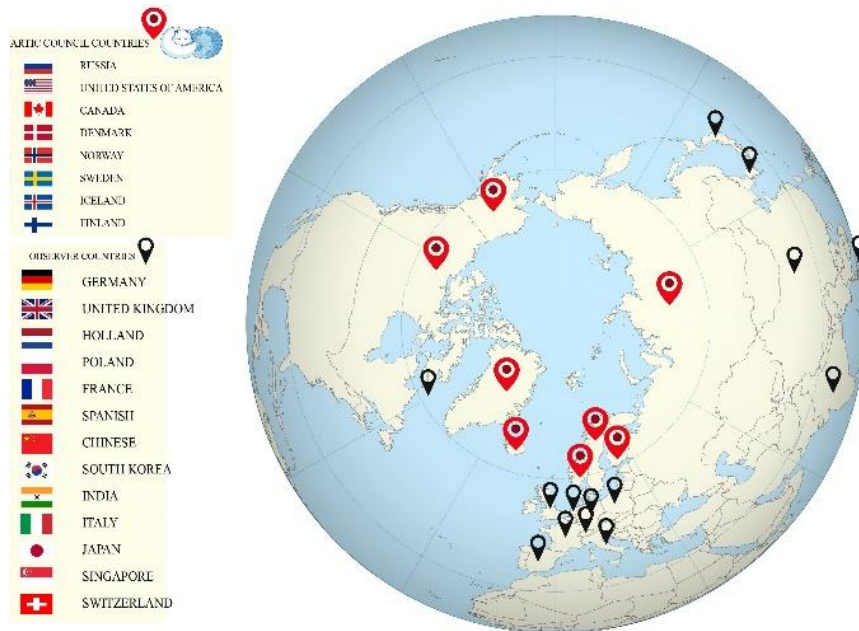 ARTIC COUNCIL COUNTRIES
RUSSIA
UNITED STATES OF AMERICA
CANADA
DENMARK
NORWAY
SWEDEN
ICELAND
FINLAND
OBSERVER COUNTRIES
GERMANY
UNITED KINGDOM
HOLLAND
POLAND
FRANCE
SPANISH
CHINESE
SOUTH KOREA
INDIA
ITALY
JAPAN
SINGAPORE
SWITZERLAND